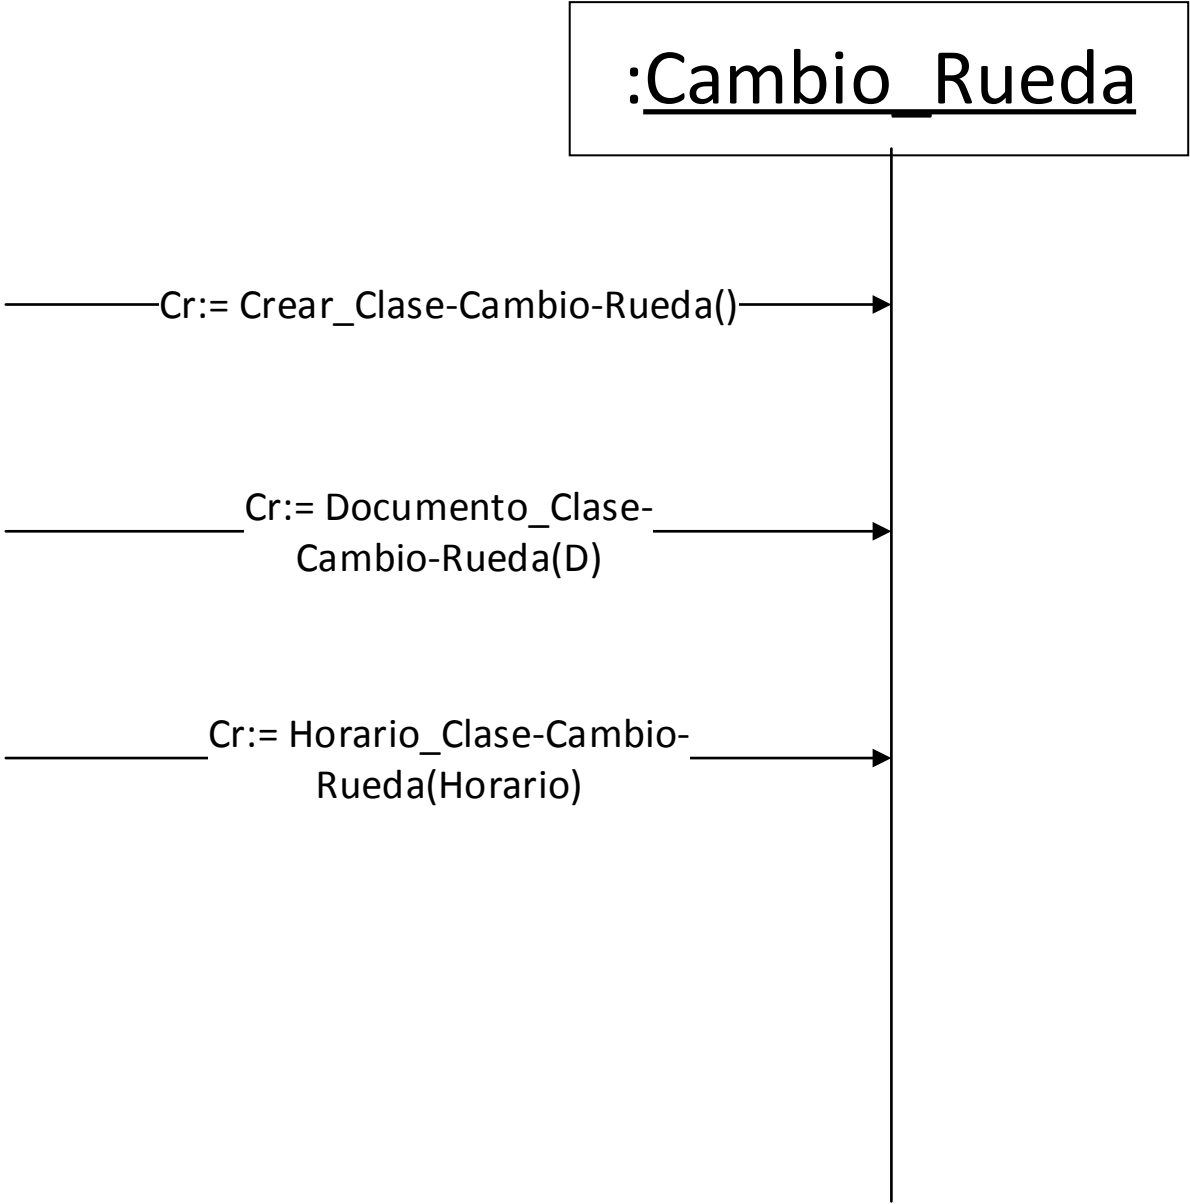 :Cambio_Rueda
Cr:= Crear_Clase-Cambio-Rueda()
Cr:= Documento_Clase-
Cambio-Rueda(D)
Cr:= Horario_Clase-Cambio-
Rueda(Horario)